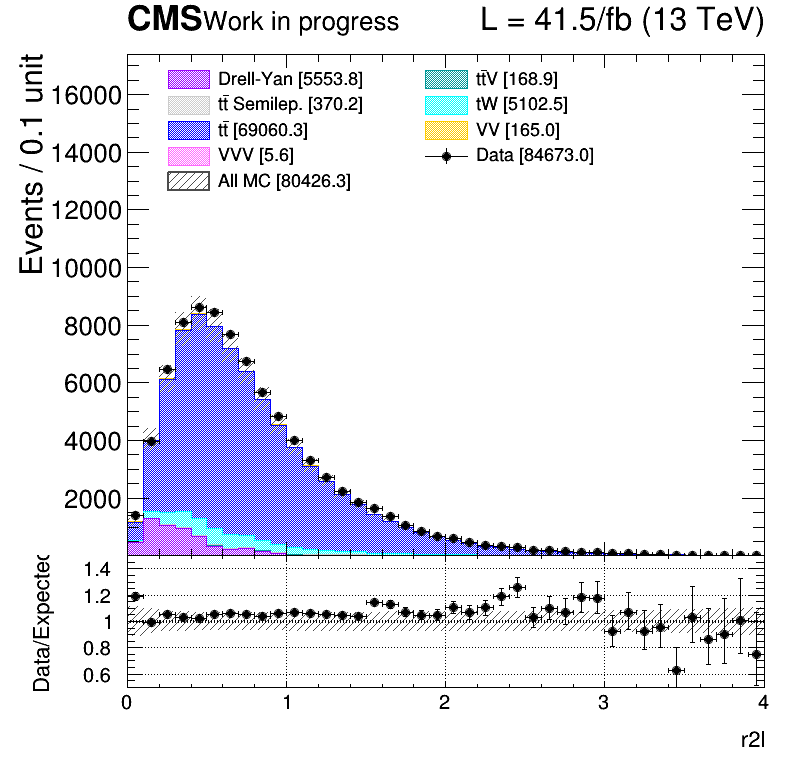 CMS Work in progress L = 41.5/fb (13 TeV)
Events / 0.1 unit
16000
14000
12000
10000
8000
6000
4000
2000
Drell-Yan [5553.8]
tt̄ Semilep. [370.2]
tt̄ [69060.3]
VVV [5.6]
All MC [80426.3]
tt̄V [168.9]
tW [5102.5]
VV [165.0]
Data [84673.0]
Data/Expected
1.4
1.2
1
0.8
0.6
0 1 2 3 4
r2l